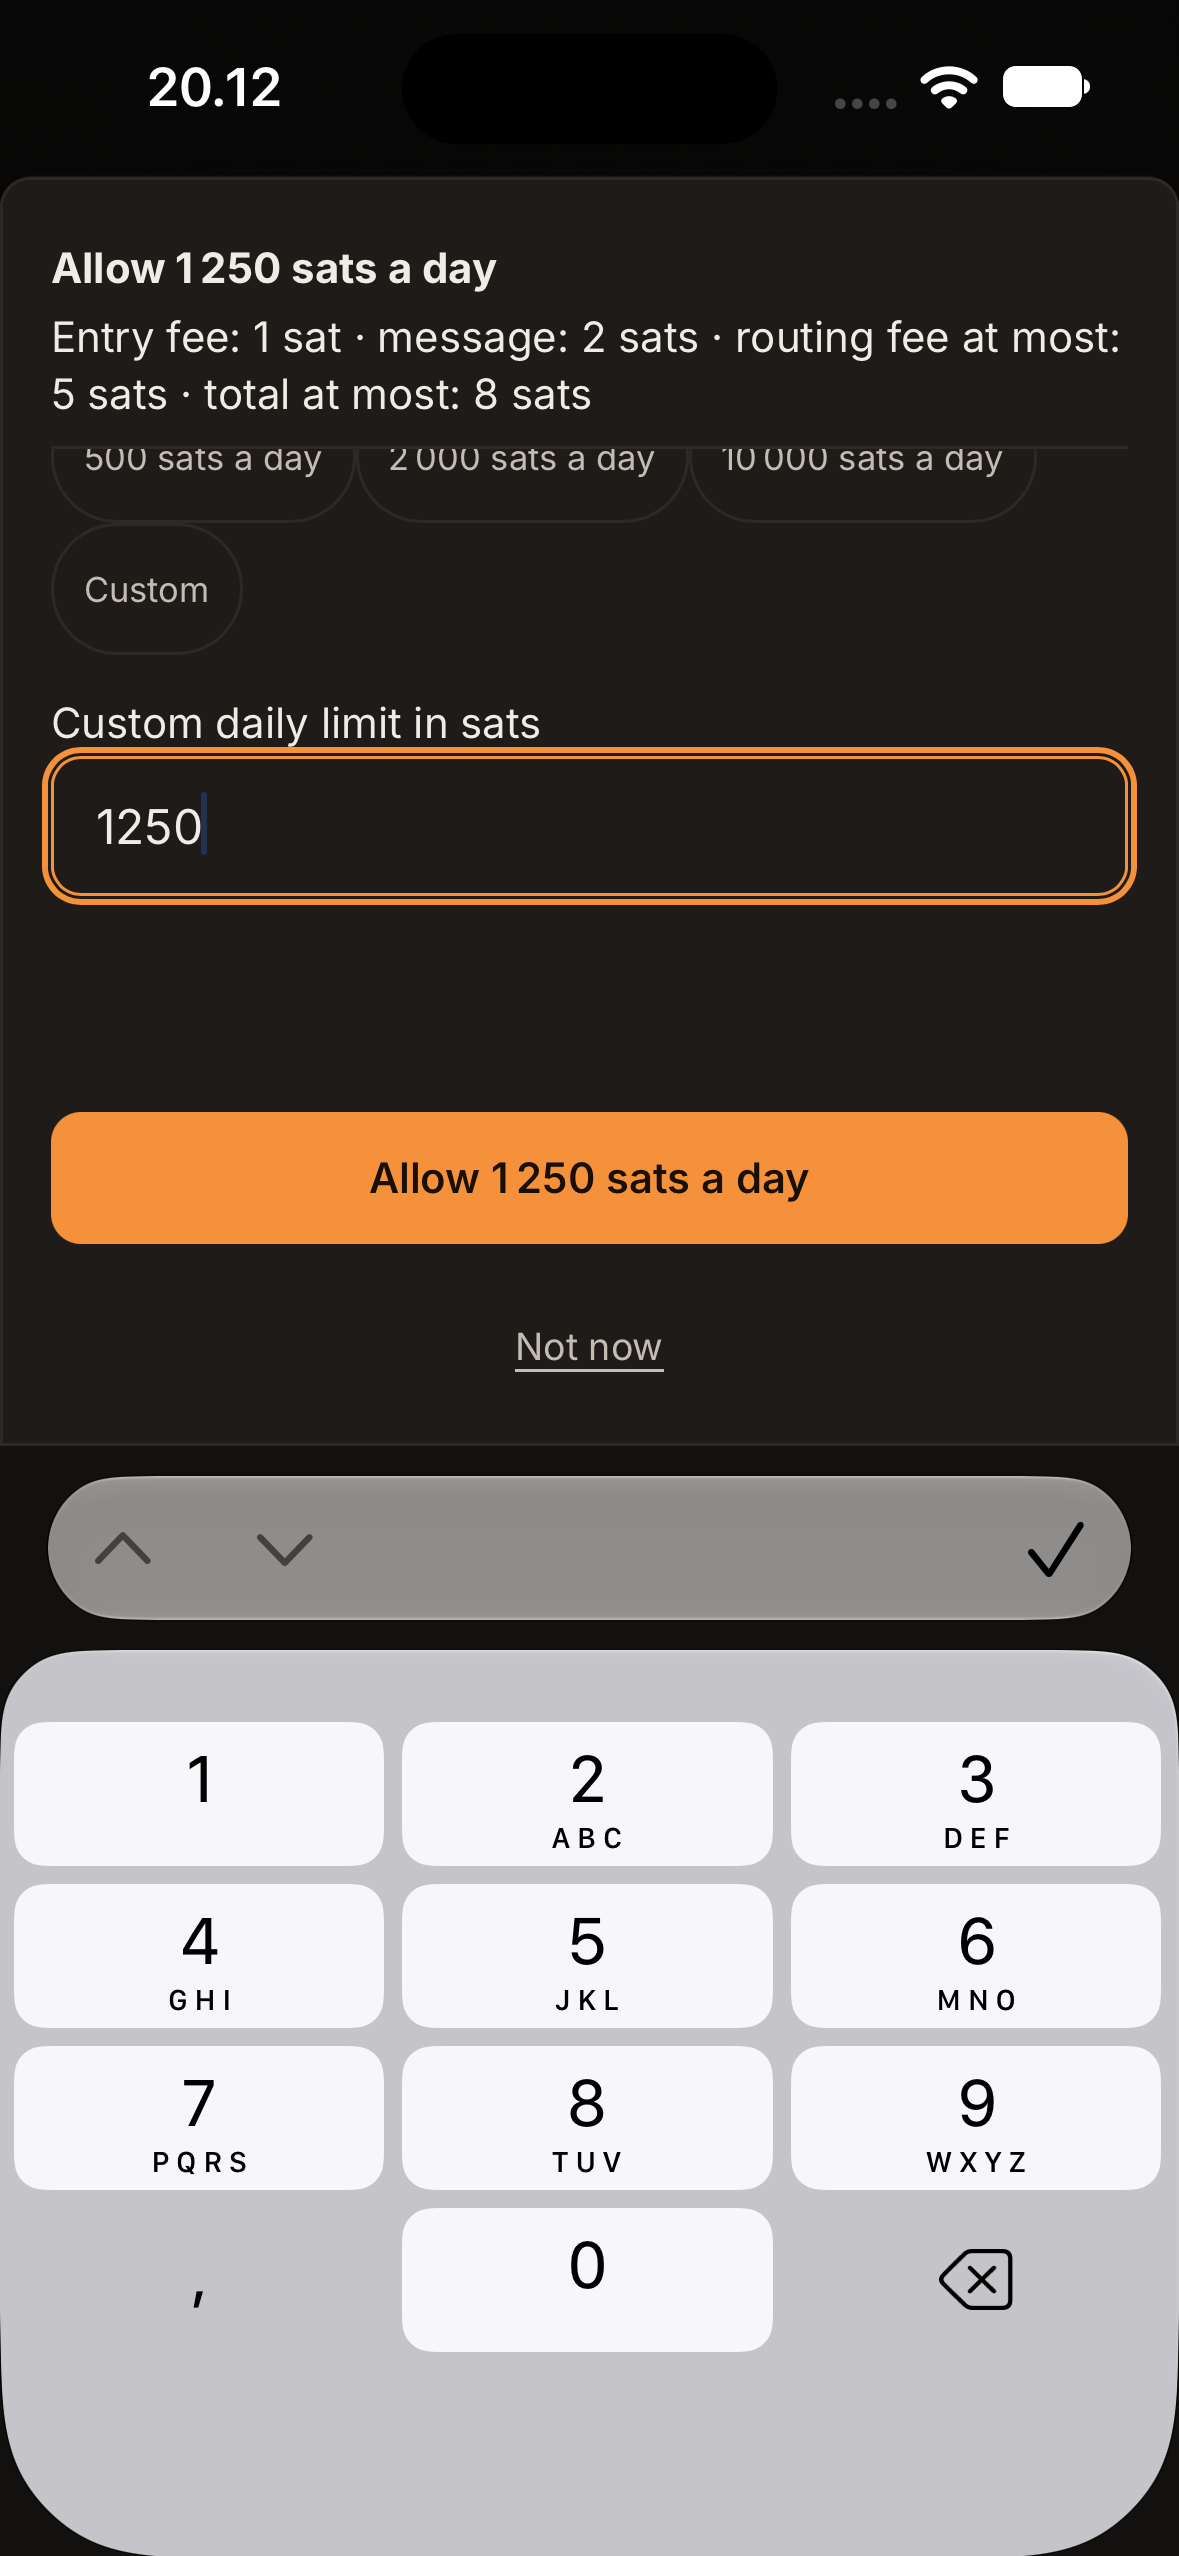 20.12
Allow 1 250 sats a day
Entry fee: 1 sat · message: 2 sats · routing fee at most:
5 sats · total at most: 8 sats
500 sats a day
2 000 sats a day
10 000 sats a day
Custom
Custom daily limit in sats
1250
Allow 1 250 sats a day
Not now
1
2
3
ABC
DEF
4
5
6
GHI
JKL
MNO
7
8
9
PQRS
TUV
WXYZ
,
0